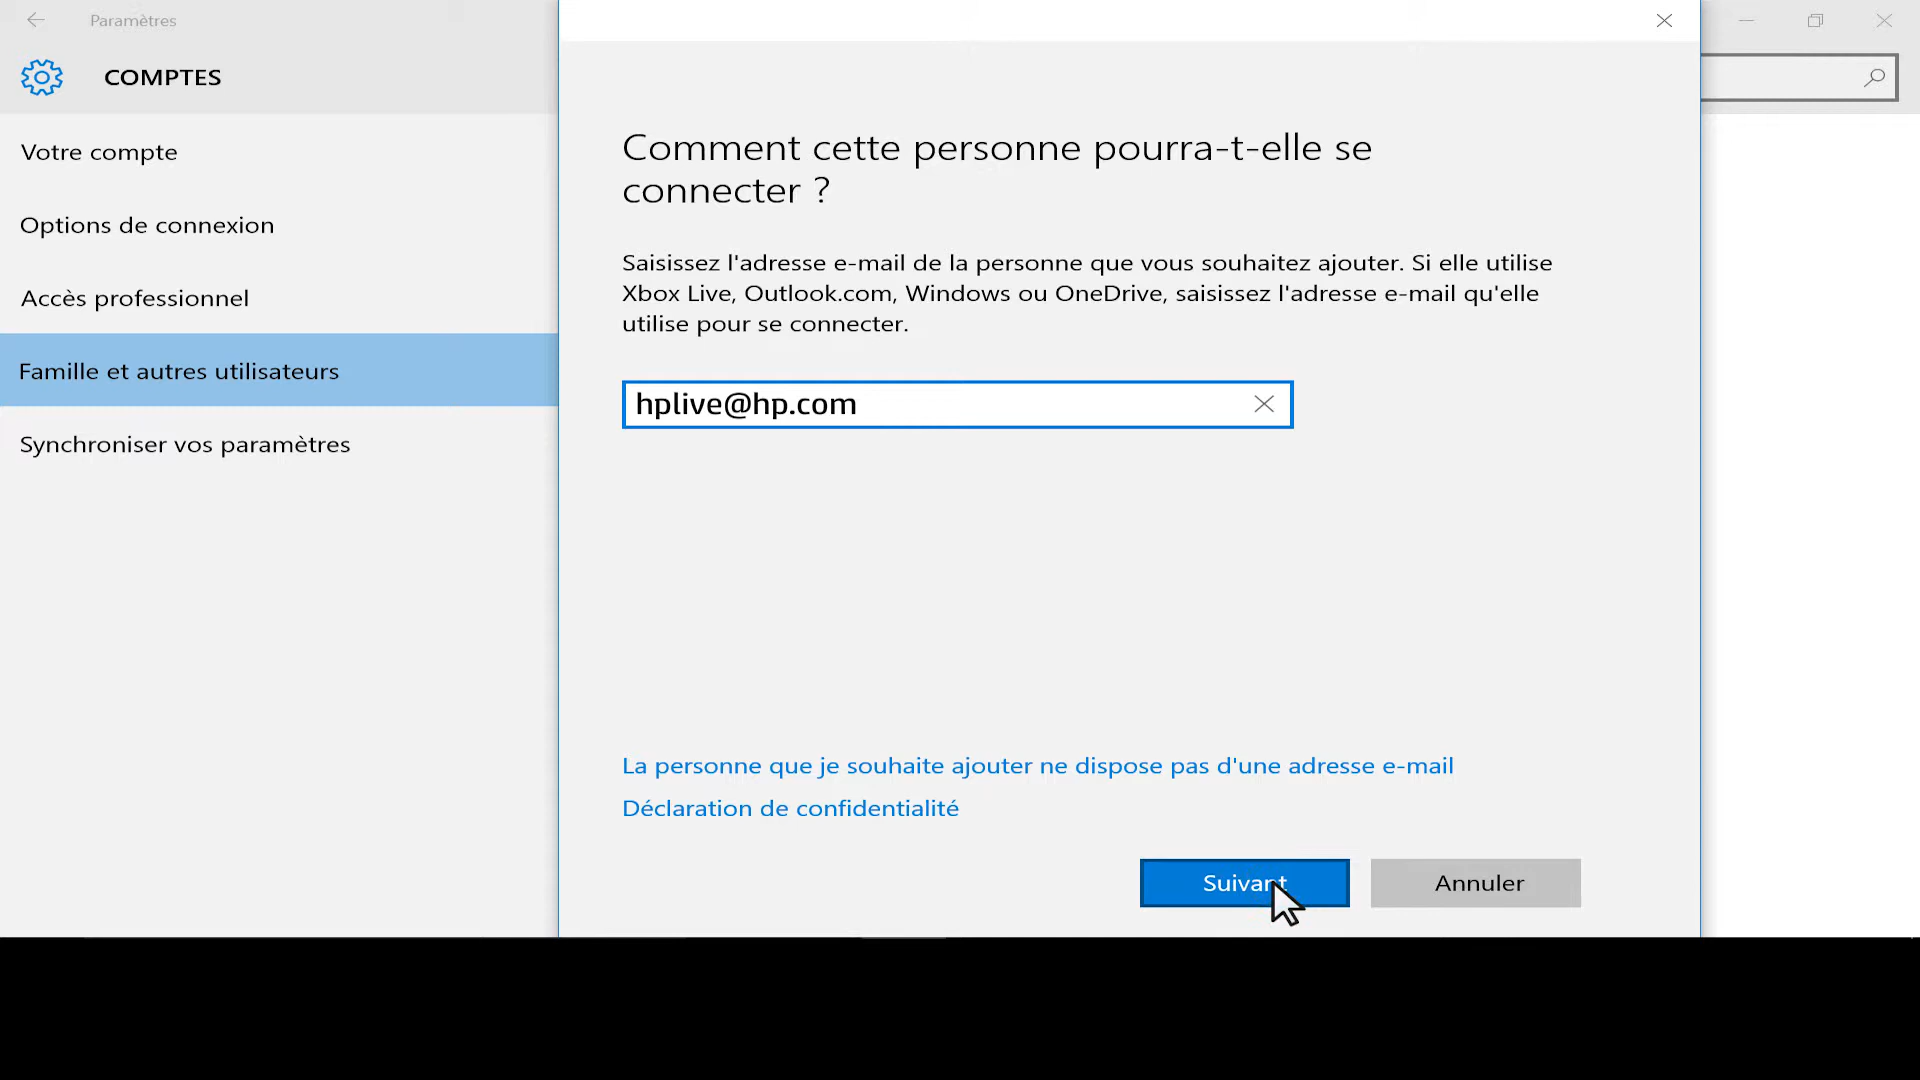 Paramètres
COMPTES
Votre compte
Options de connexion
Accès professionnel
Famille et autres utilisateurs
Synchroniser vos paramètres
Comment cette personne pourra-t-elle se
connecter ?
Saisissez l'adresse e-mail de la personne que vous souhaitez ajouter. Si elle utilise
Xbox Live, Outlook.com, Windows ou OneDrive, saisissez l'adresse e-mail qu'elle
utilise pour se connecter.
hplive@hp.com
La personne que je souhaite ajouter ne dispose pas d'une adresse e-mail
Déclaration de confidentialité
Suivant
Annuler